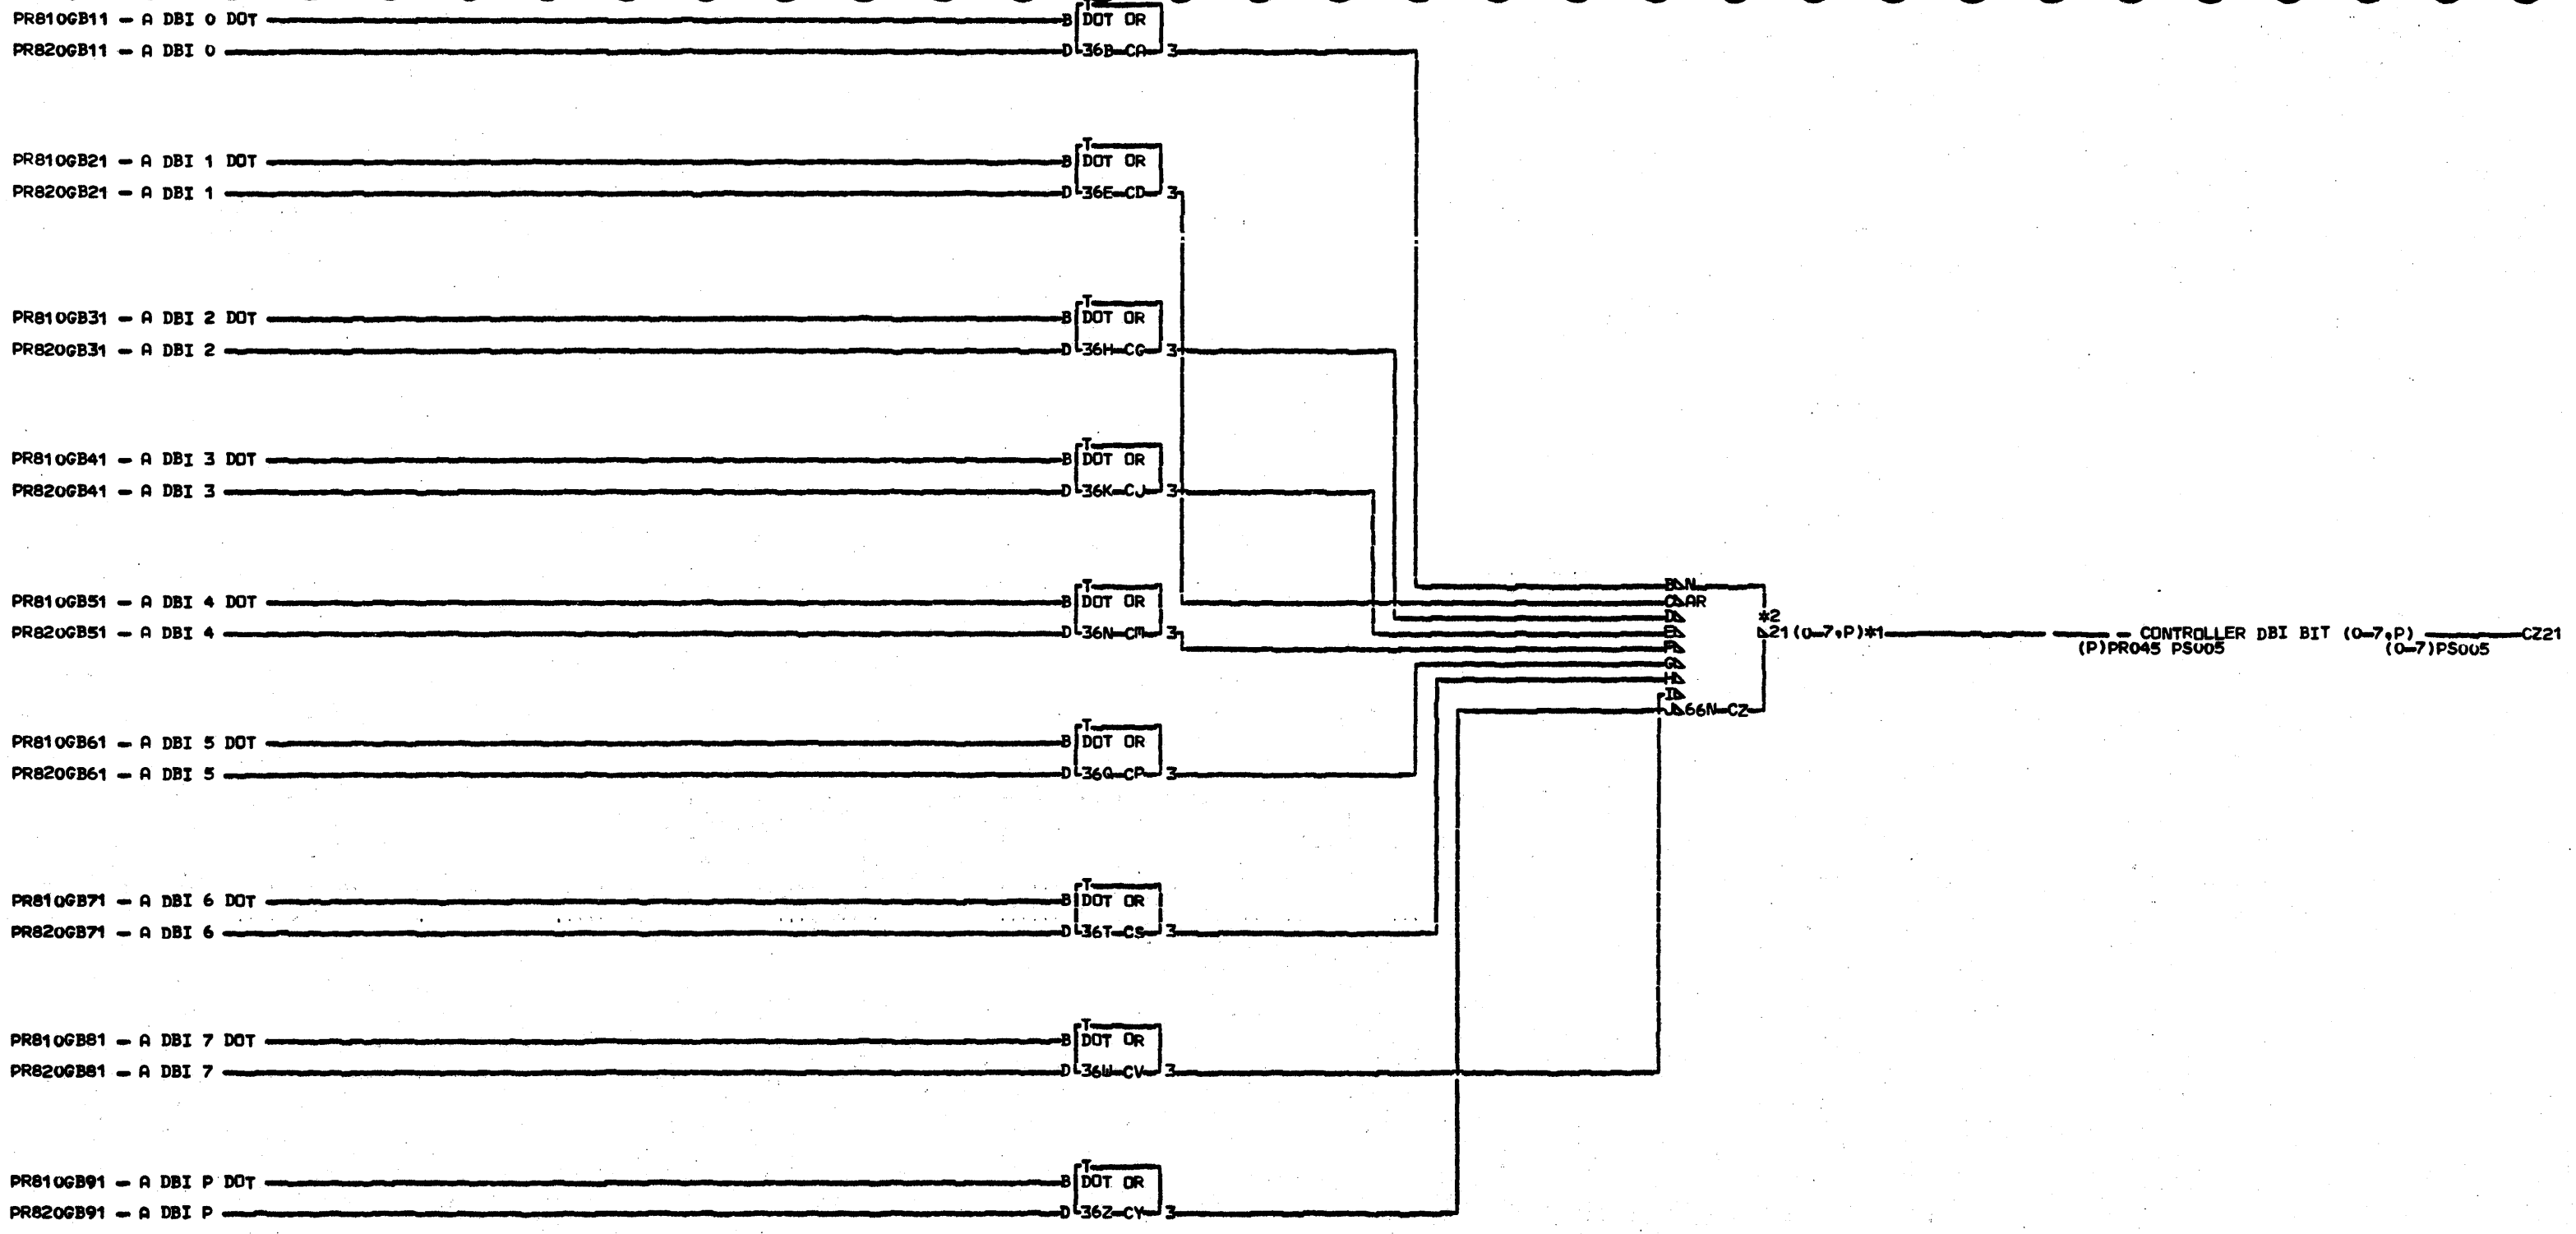 PR810GB11 - A DBI 0 DOT B T DOT OR
PR820GB11 - A DBI 0 D 36B CA 3
PR810GB21 - A DBI 1 DOT B T DOT OR
PR820GB21 - A DBI 1 D 36E CD 3
PR810GB31 - A DBI 2 DOT B T DOT OR
PR820GB31 - A DBI 2 D 36H CG 3
PR810GB41 - A DBI 3 DOT B T DOT OR
PR820GB41 - A DBI 3 D 36K CJ 3
PR810GB51 - A DBI 4 DOT B T DOT OR
PR820GB51 - A DBI 4 D 36N CM 3
PR810GB61 - A DBI 5 DOT B T DOT OR
PR820GB61 - A DBI 5 D 36Q CP 3
PR810GB71 - A DBI 6 DOT B T DOT OR
PR820GB71 - A DBI 6 D 36T CS 3
PR810GB81 - A DBI 7 DOT B T DOT OR
PR820GB81 - A DBI 7 D 36W CV 3
PR810GB91 - A DBI P DOT B T DOT OR
PR820GB91 - A DBI P D 36Z CY 3
B N
AR
*2
21(0-7,P)*1 - CONTROLLER DBI BIT (0-7,P) CZ21
(P)PR045 PS005 (0-7)PS005
G
H
I
J 66N CZ